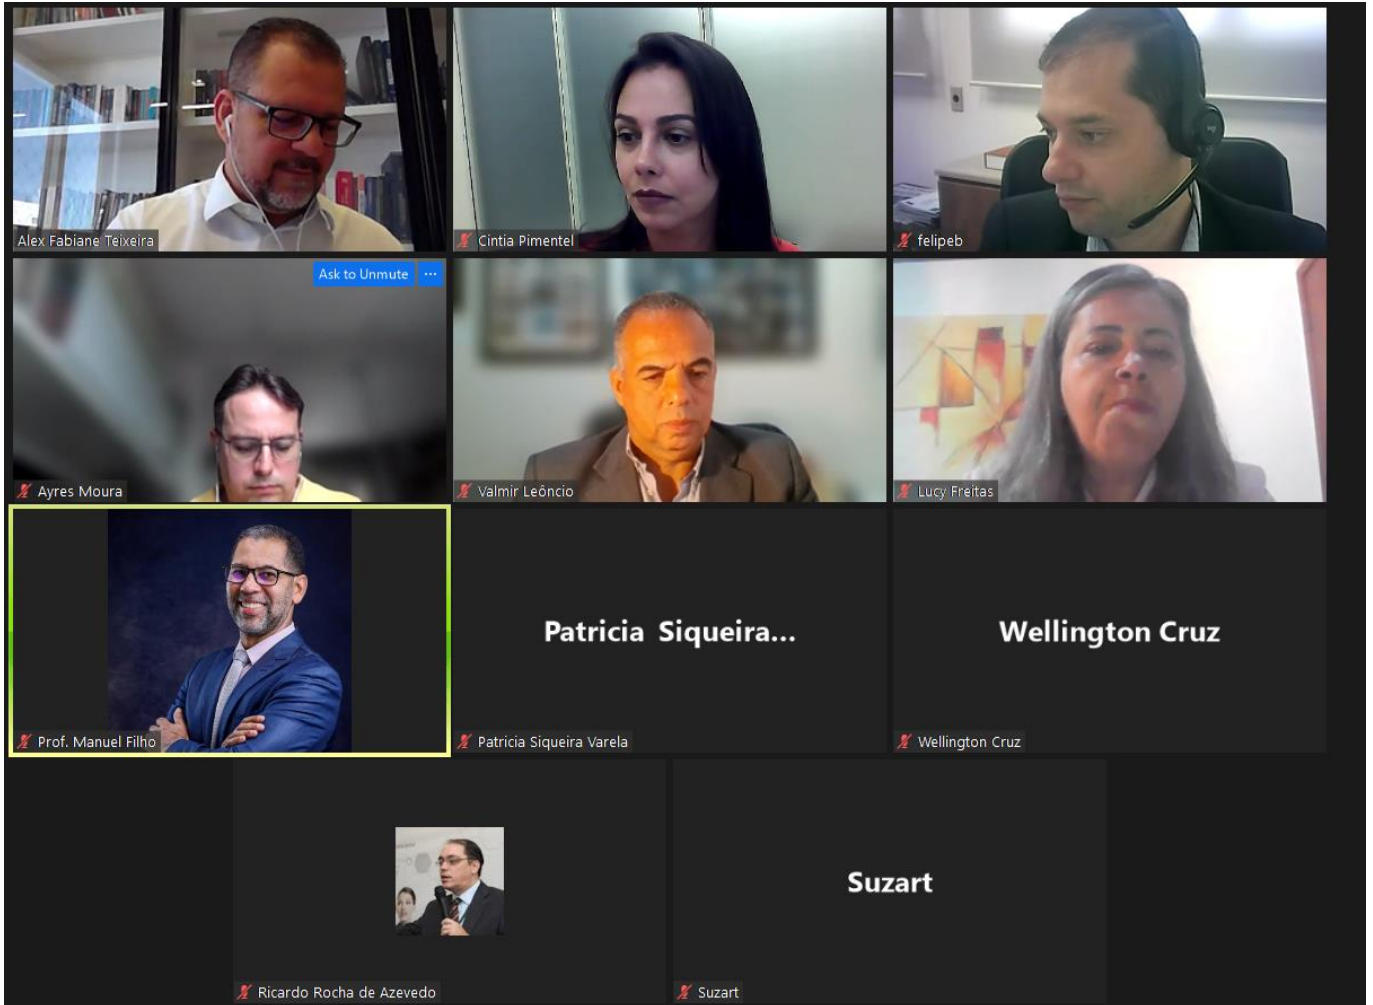 Alex Fabiane Teixeira
Cintia Pimentel
felipeb
Ask to Unmute ...
Ayres Moura
Valmir Leôncio
Lucy Freitas
Patricia Siqueira...
Wellington Cruz
Prof. Manuel Filho
Patricia Siqueira Varela
Wellington Cruz
Suzart
Ricardo Rocha de Azevedo
Suzart